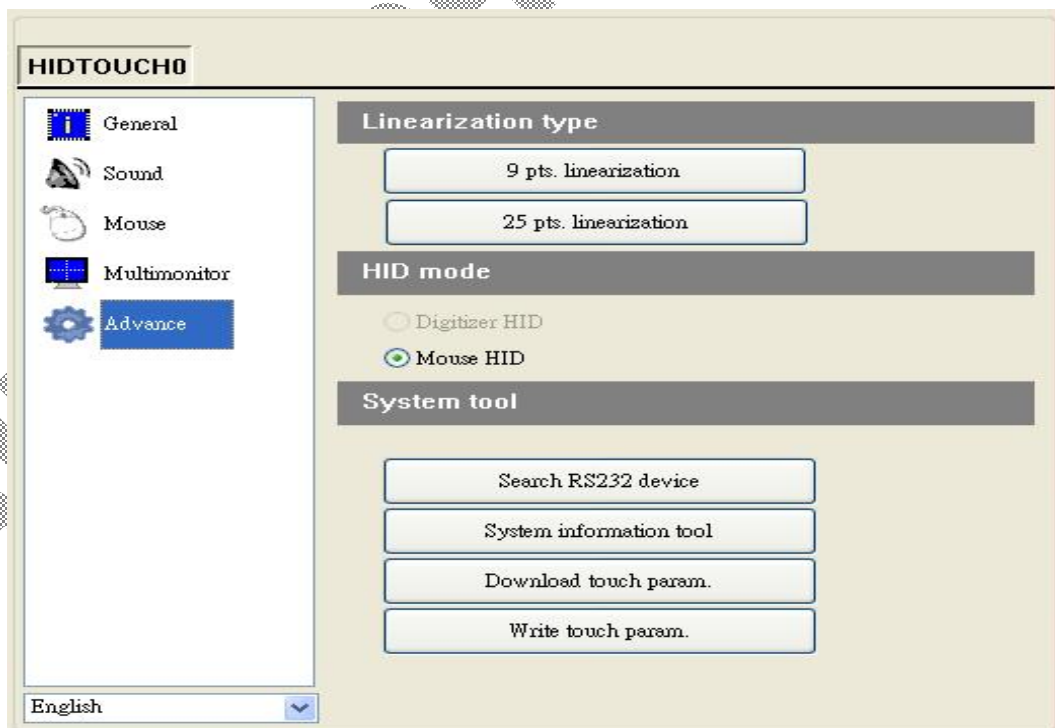 HIDTOUCH0
General
Sound
Mouse
Multimonitor
Advance
English
Linearization type
9 pts. linearization
25 pts. linearization
HID mode
Digitizer HID
Mouse HID
System tool
Search RS232 device
System information tool
Download touch param.
Write touch param.